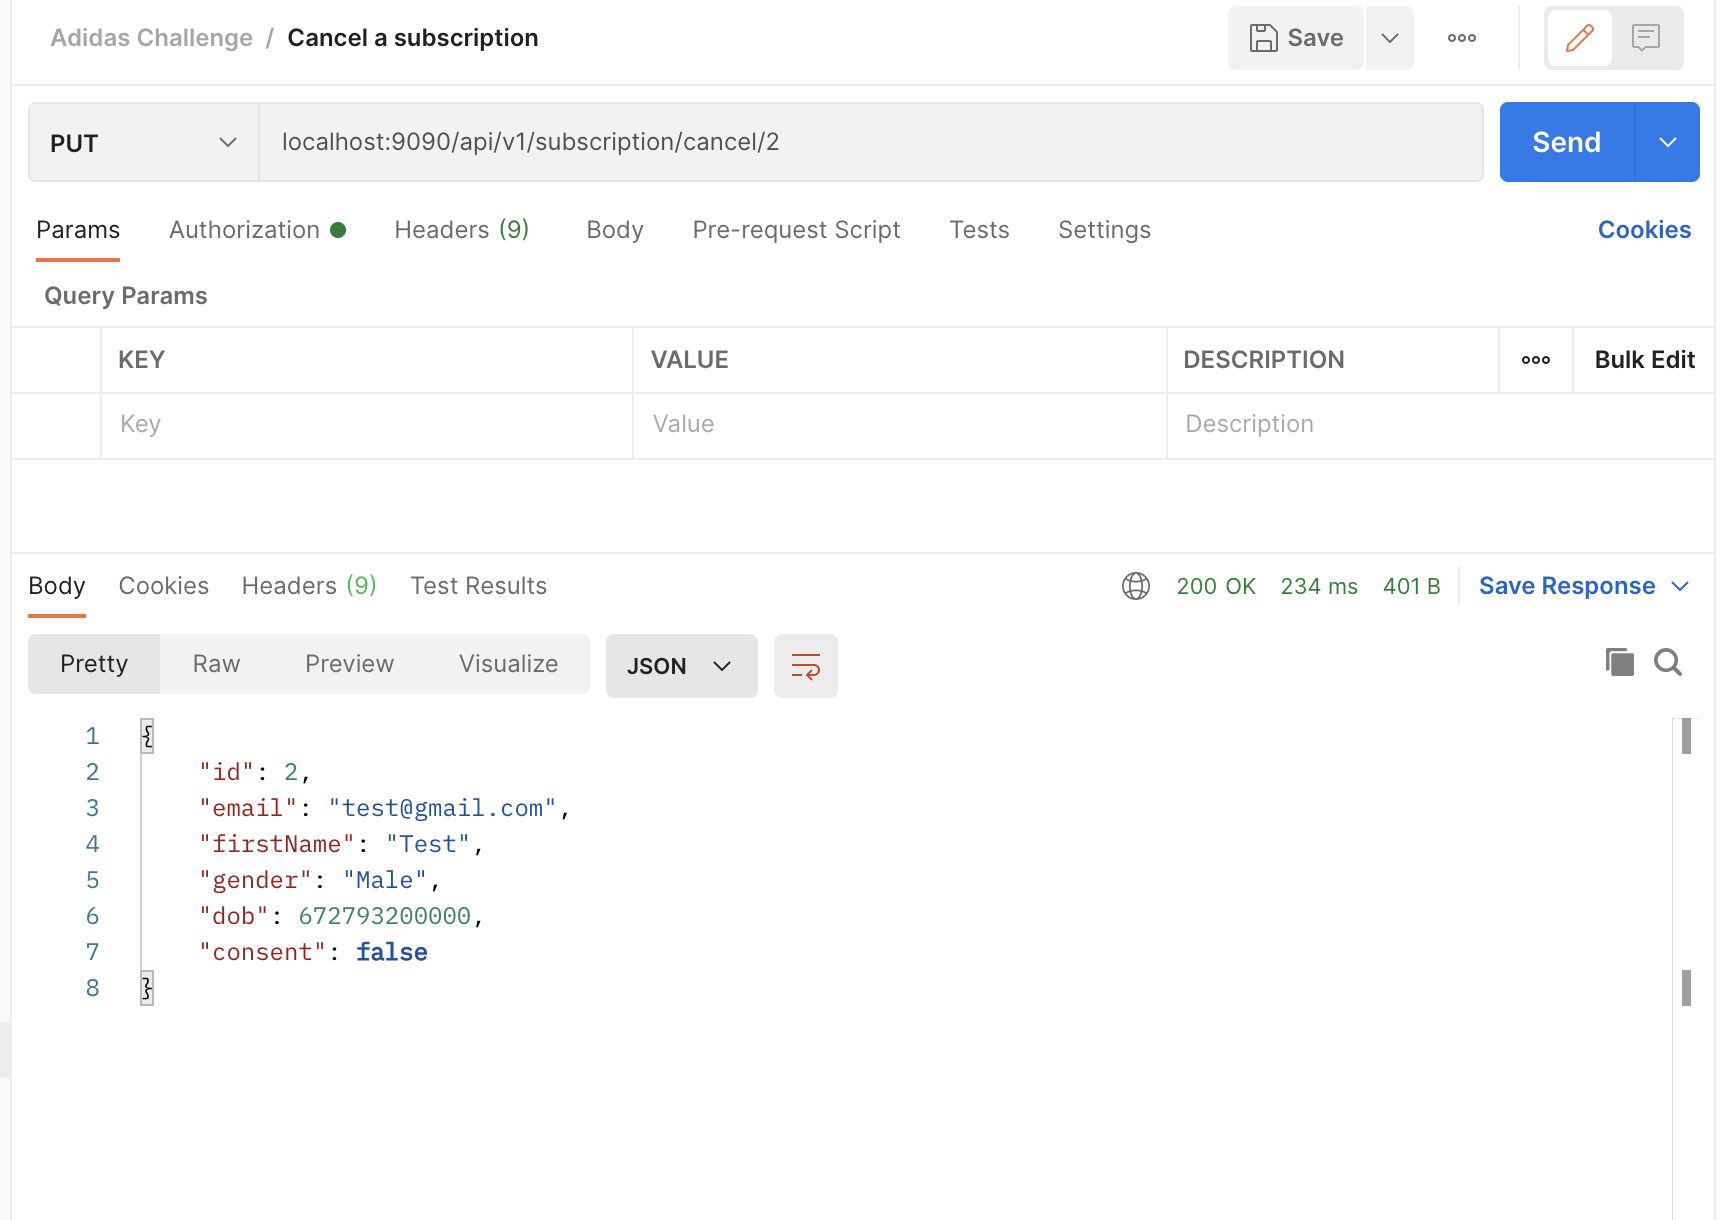 Adidas Challenge / Cancel a subscription
Save
PUT
localhost:9090/api/v1/subscription/cancel/2
Send
Params
Authorization
Headers (9)
Body
Pre-request Script
Tests
Settings
Cookies
Query Params
KEY
VALUE
DESCRIPTION
Bulk Edit
Key
Value
Description
Body
Cookies
Headers (9)
Test Results
200 OK
234 ms
401 B
Save Response
Pretty
Raw
Preview
Visualize
JSON
1 {
2 "id": 2,
3 "email": "test@gmail.com",
4 "firstName": "Test",
5 "gender": "Male",
6 "dob": 672793200000,
7 "consent": false
8 }